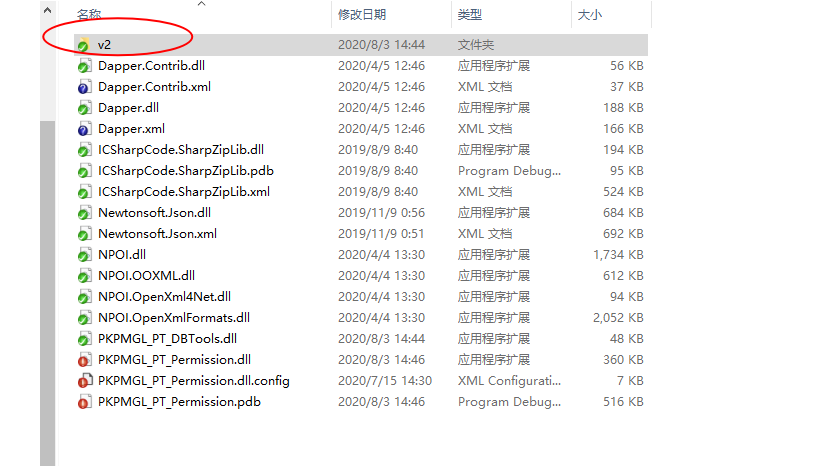 名称 修改日期 类型 大小
v2 2020/8/3 14:44 文件夹
Dapper.Contrib.dll 2020/4/5 12:46 应用程序扩展 56 KB
Dapper.Contrib.xml 2020/4/5 12:46 XML 文档 37 KB
Dapper.dll 2020/4/5 12:46 应用程序扩展 188 KB
Dapper.xml 2020/4/5 12:46 XML 文档 166 KB
ICSharpCode.SharpZipLib.dll 2019/8/9 8:40 应用程序扩展 194 KB
ICSharpCode.SharpZipLib.pdb 2019/8/9 8:40 Program Debug... 95 KB
ICSharpCode.SharpZipLib.xml 2019/8/9 8:40 XML 文档 524 KB
Newtonsoft.Json.dll 2019/11/9 0:56 应用程序扩展 684 KB
Newtonsoft.Json.xml 2019/11/9 0:51 XML 文档 692 KB
NPOI.dll 2020/4/4 13:30 应用程序扩展 1,734 KB
NPOI.OOXML.dll 2020/4/4 13:30 应用程序扩展 612 KB
NPOI.OpenXml4Net.dll 2020/4/4 13:30 应用程序扩展 94 KB
NPOI.OpenXmlFormats.dll 2020/4/4 13:30 应用程序扩展 2,052 KB
PKPMGL_PT_DBTools.dll 2020/8/3 14:44 应用程序扩展 48 KB
PKPMGL_PT_Permission.dll 2020/8/3 14:46 应用程序扩展 360 KB
PKPMGL_PT_Permission.dll.config 2020/7/15 14:30 XML Configurati... 7 KB
PKPMGL_PT_Permission.pdb 2020/8/3 14:46 Program Debug... 516 KB